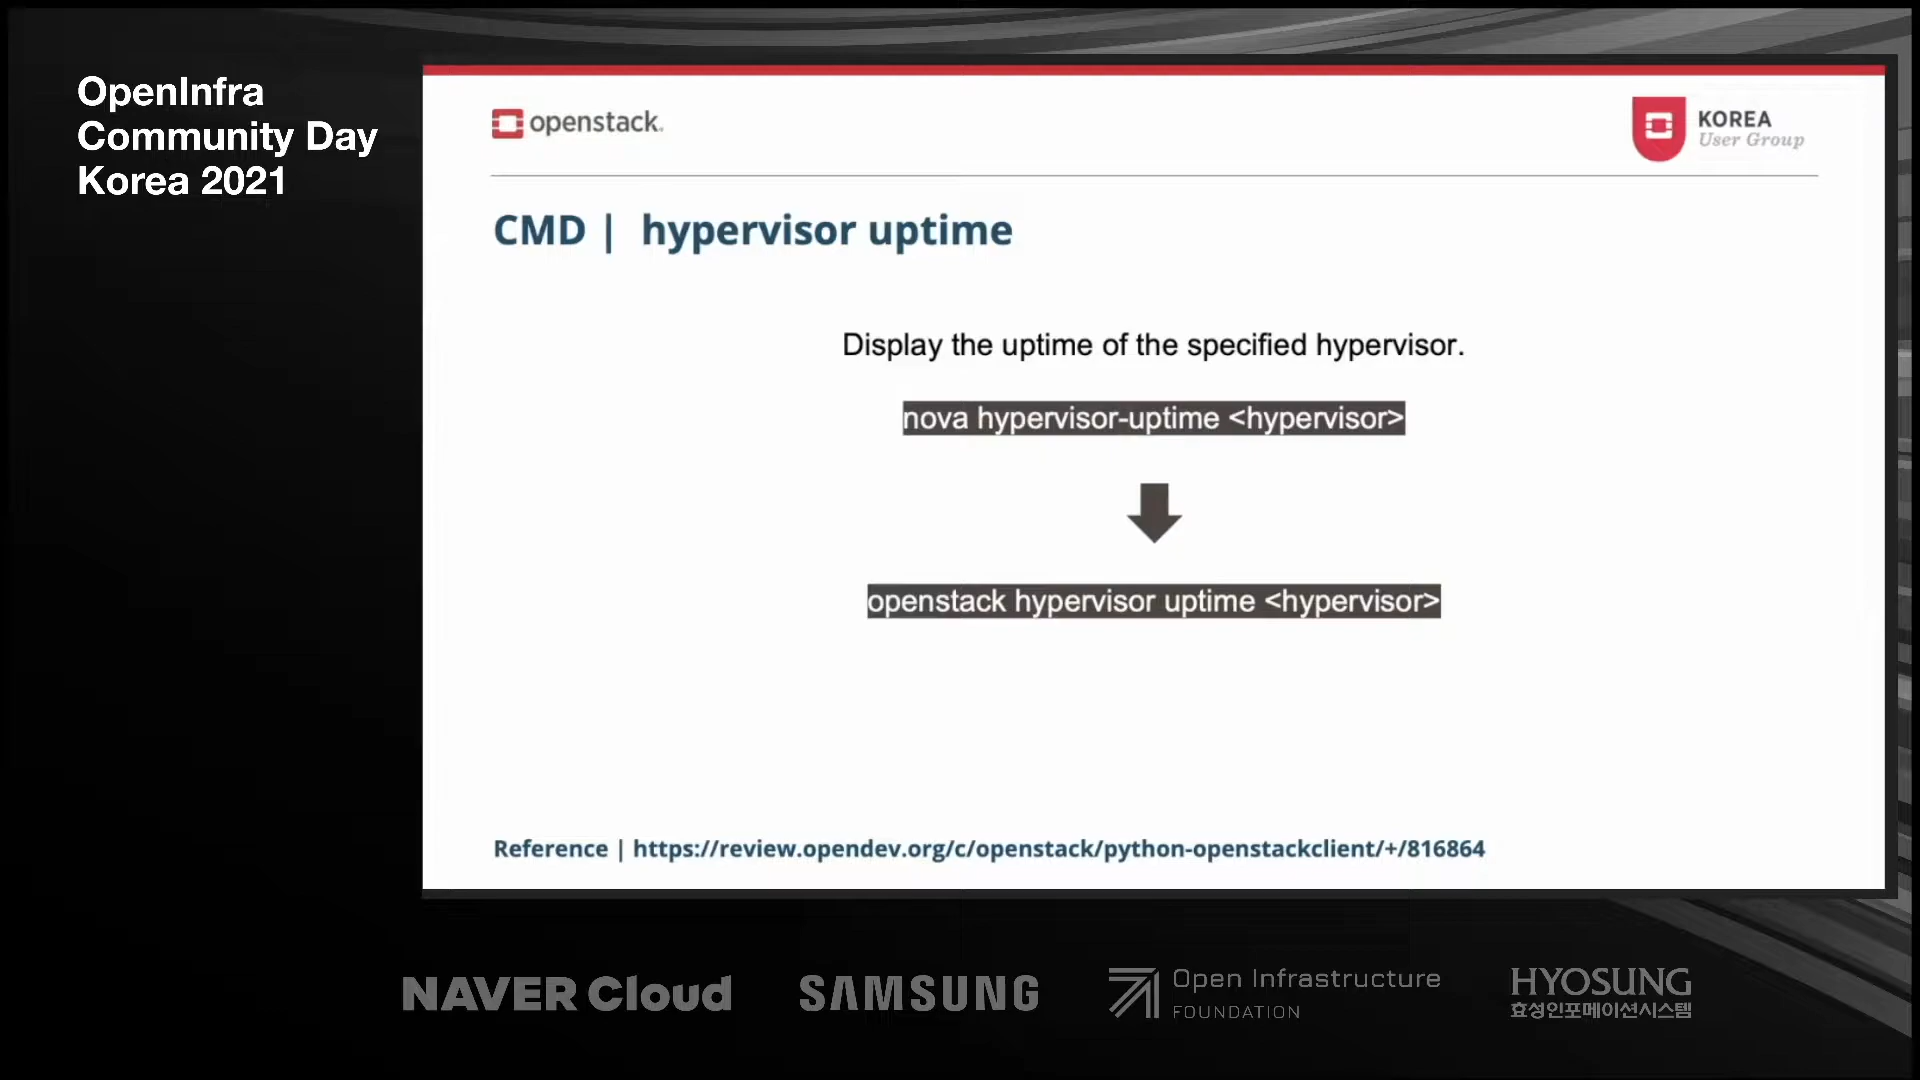 OpenInfra
Community Day
Korea 2021
openstack.
KOREA
User Group
CMD | hypervisor uptime
Display the uptime of the specified hypervisor.
nova hypervisor-uptime <hypervisor>
openstack hypervisor uptime <hypervisor>
Reference | https://review.opendev.org/c/openstack/python-openstackclient/+/816864
NAVER Cloud
SAMSUNG
Open Infrastructure
FOUNDATION
HYOSUNG
효성인포메이션시스템